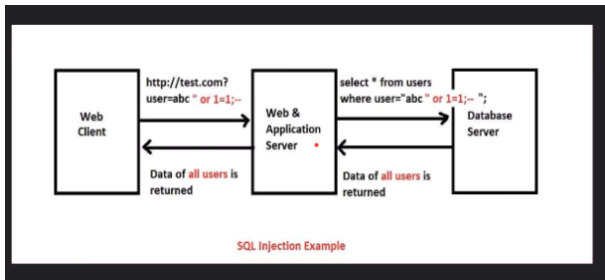 Web
Client
http://test.com?
user=abc " or 1=1;--
Data of all users is
returned
Web &
Application
Server
select * from users
where user="abc " or 1=1;-- ";
Data of all users is
returned
Database
Server
SQL Injection Example